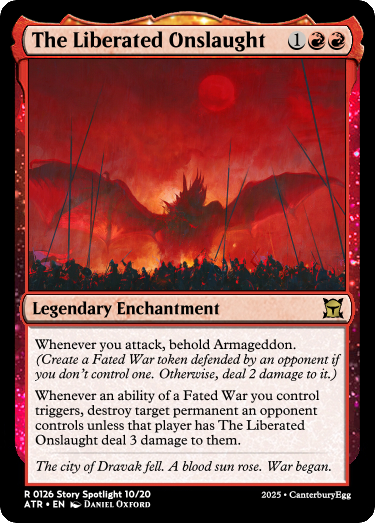 The Liberated Onslaught 1
Legendary Enchantment
Whenever you attack, behold Armageddon.
(Create a Fated War token defended by an opponent if
you don't control one. Otherwise, deal 2 damage to it.)
Whenever an ability of a Fated War you control
triggers, destroy target permanent an opponent
controls unless that player has The Liberated
Onslaught deal 3 damage to them.
The city of Dravak fell. A blood sun rose. War began.
R 0126 Story Spotlight 10/20
ATR • EN Daniel Oxford
2025 • CanterburyEgg